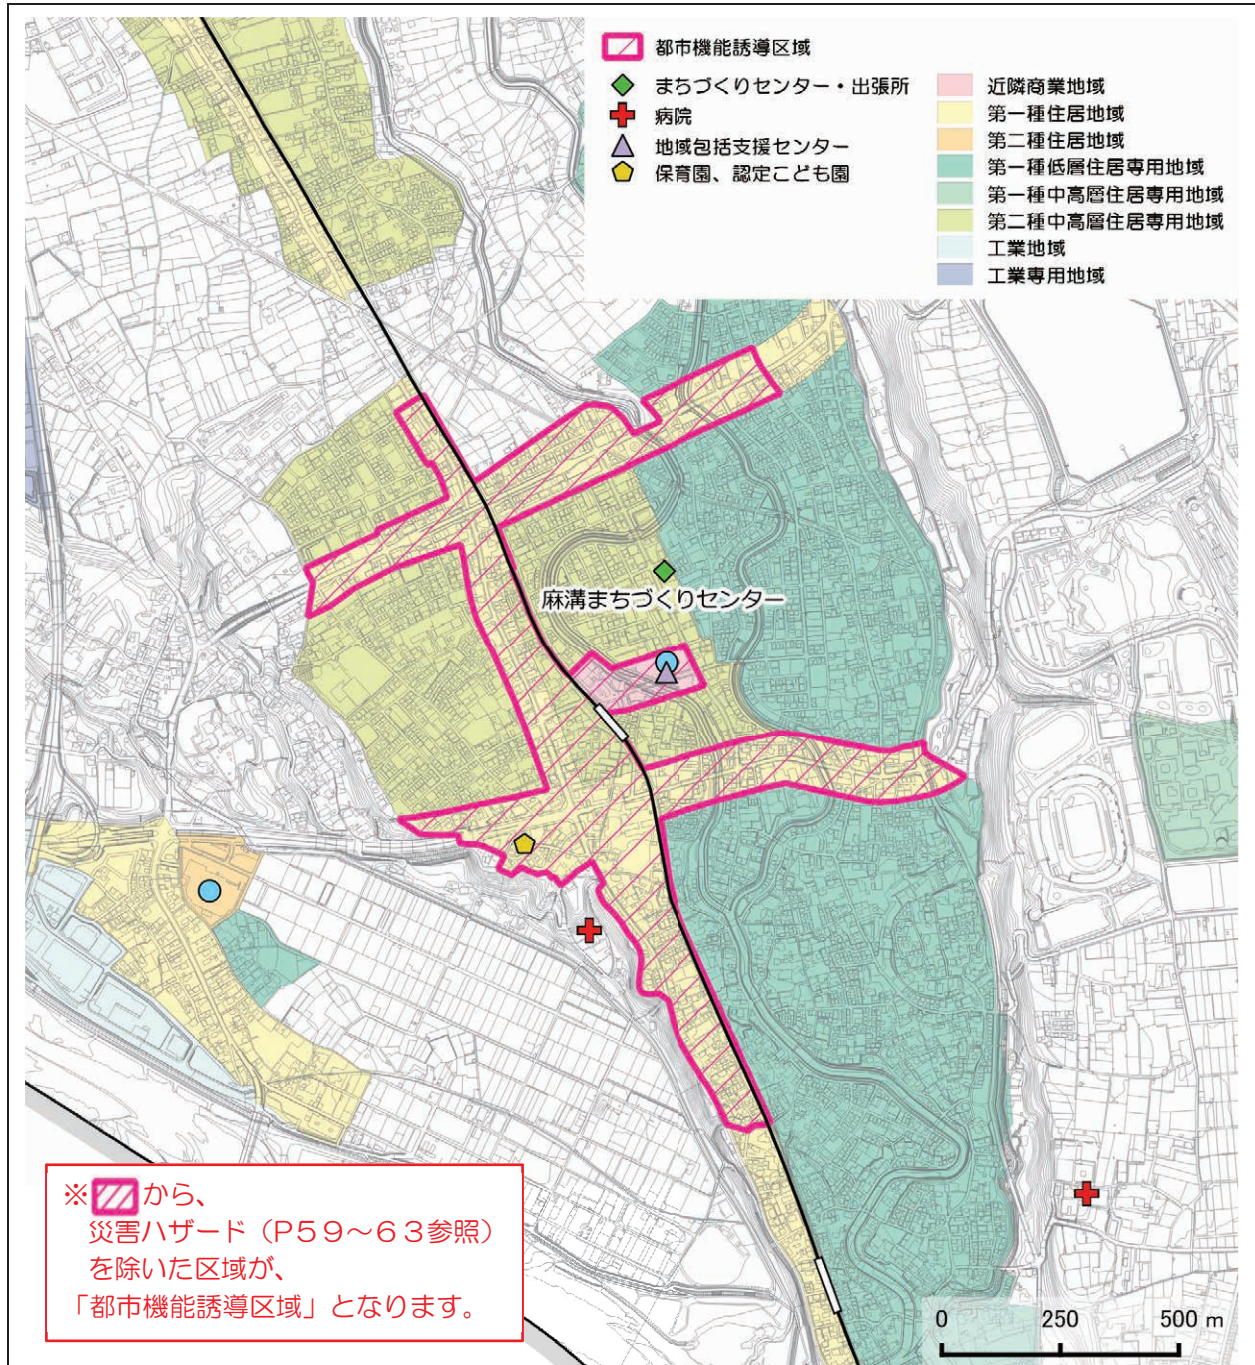 都市機能誘導区域
まちづくりセンター・出張所
病院
地域包括支援センター
保育園、認定こども園
近隣商業地域
第一種住居地域
第二種住居地域
第一種低層住居専用地域
第一種中高層住居専用地域
第二種中高層住居専用地域
工業地域
工業専用地域
麻溝まちづくりセンター
※から、
災害ハザード（P59～63参照）
を除いた区域が、
「都市機能誘導区域」となります。
0 250 500 m